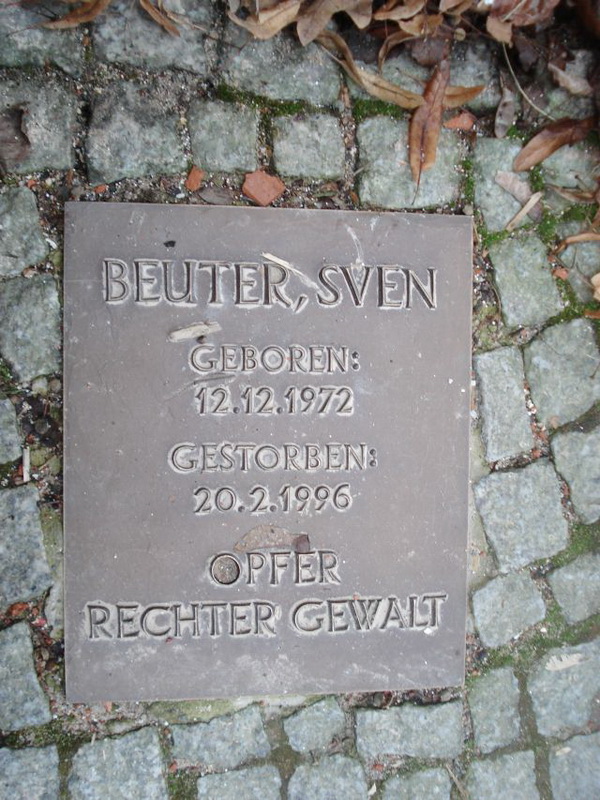 BEUTER, SVEN
GEBOREN:
12.12.1972
GESTORBEN:
20.2.1996
OPFER
RECHTER GEWALT